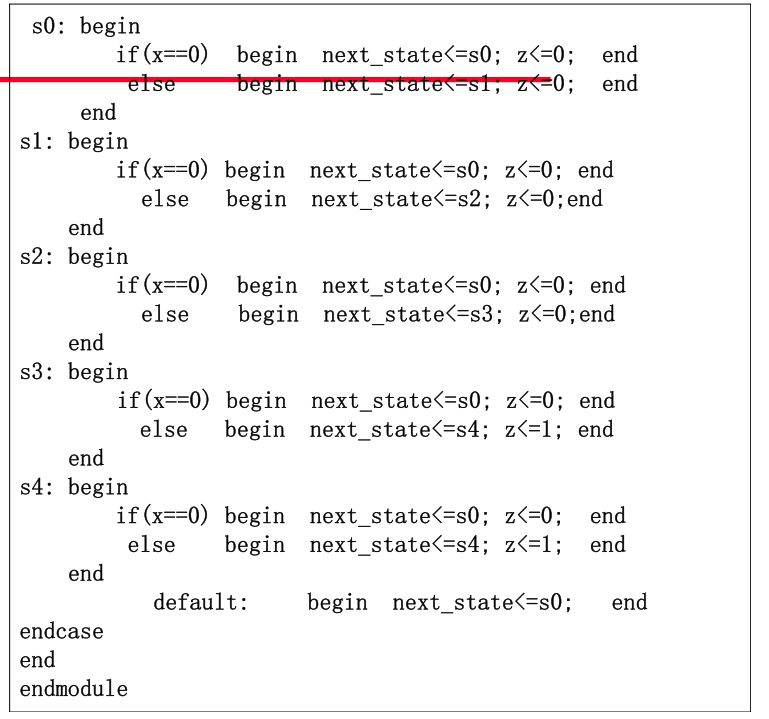 s0: begin
if(x==0) begin next_state<=s0; z<=0; end
else begin next_state<=s1; z<=0; end
end
s1: begin
if(x==0) begin next_state<=s0; z<=0; end
else begin next_state<=s2; z<=0;end
end
s2: begin
if(x==0) begin next_state<=s0; z<=0; end
else begin next_state<=s3; z<=0;end
end
s3: begin
if(x==0) begin next_state<=s0; z<=0; end
else begin next_state<=s4; z<=1; end
end
s4: begin
if(x==0) begin next_state<=s0; z<=0; end
else begin next_state<=s4; z<=1; end
end
default: begin next_state<=s0; end
endcase
end
endmodule